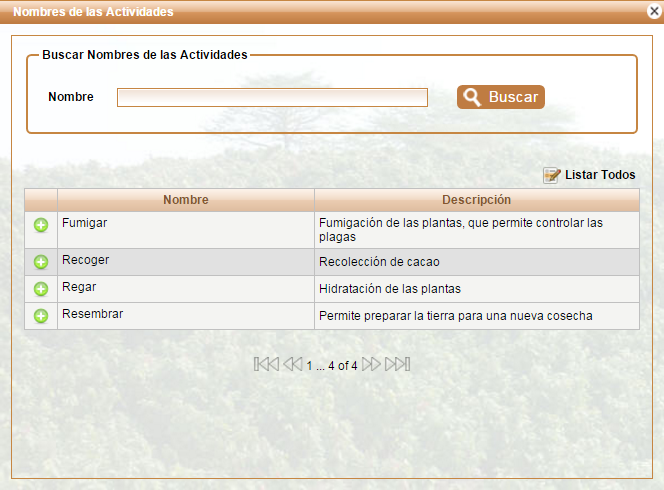 Nombres de las Actividades
Buscar Nombres de las Actividades
Nombre
Buscar
Listar Todos
Nombre Descripción
Fumigar Fumigación de las plantas, que permite controlar las
plagas
Recoger Recolección de cacao
Regar Hidratación de las plantas
Resembrar Permite preparar la tierra para una nueva cosecha
1 ... 4 of 4